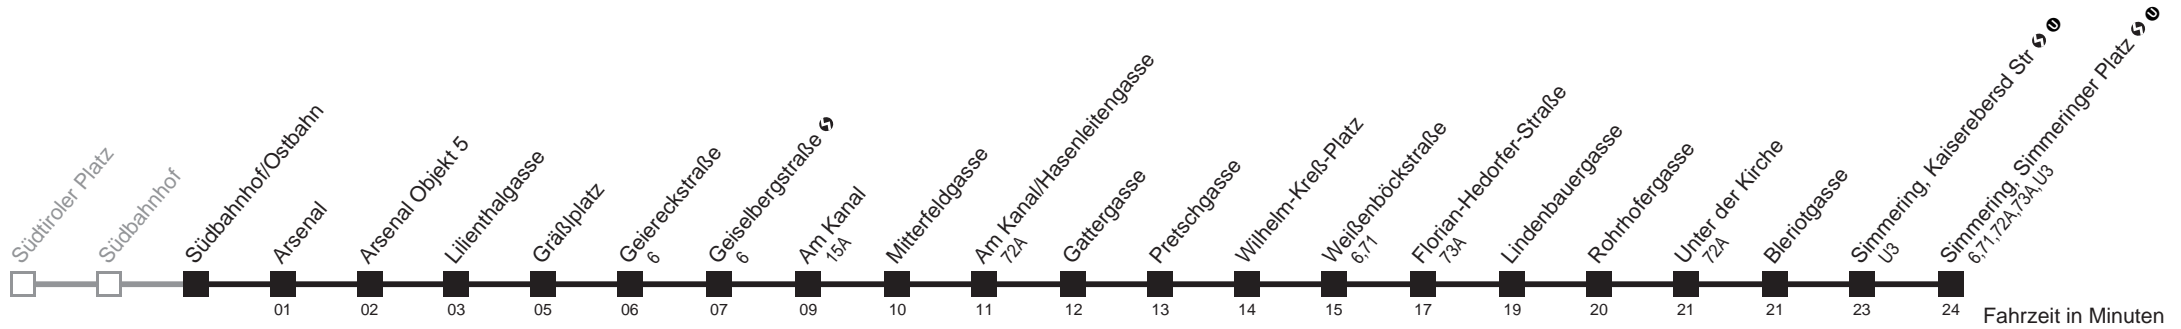 Südtiroler Platz
Südbahnhof
Südbahnhof/Ostbahn
Arsenal
01
Arsenal Objekt 5
02
Lilienthalgasse
03
Gräßlplatz
05
Geiereckstraße
6
06
Geiselbergstraße S
6
07
Am Kanal
15A
09
Mitterfeldgasse
10
Am Kanal/Hasenleitengasse
72A
11
Gattergasse
12
Pretschgasse
13
Wilhelm-Kreß-Platz
14
Weißenböckstraße
6,71
15
Florian-Hedorfer-Straße
73A
17
Lindenbauergasse
19
Rohrhofergasse
20
Unter der Kirche
72A
21
Bleriotgasse
21
Simmering, Kaiserebersd Str S U
U3
23
Simmering, Simmeringer Platz S U
6,71,72A,73A,U3
24
Fahrzeit in Minuten